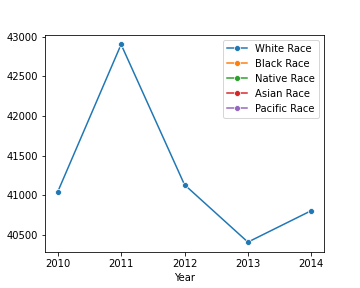 43000
42500
42000
41500
41000
40500
2010 2011 2012 2013 2014
Year
White Race
Black Race
Native Race
Asian Race
Pacific Race